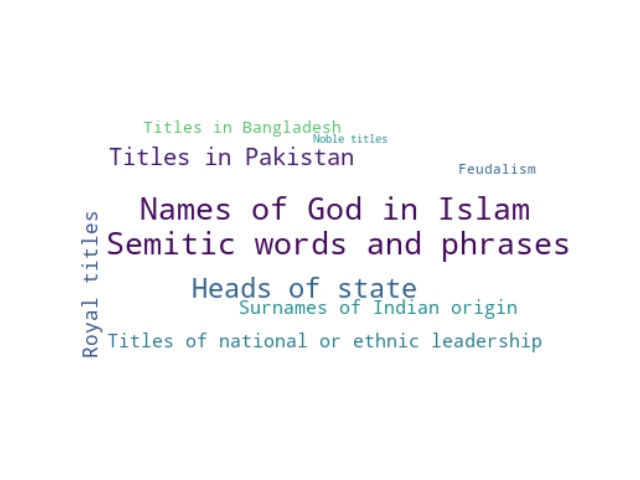 Titles in Bangladesh
Noble titles
Titles in Pakistan
Feudalism
Names of God in Islam
Semitic words and phrases
Royal titles
Heads of state
Surnames of Indian origin
Titles of national or ethnic leadership